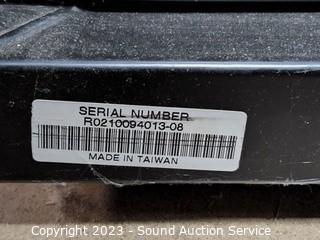 SERIAL NUMBER
R0210094013-08
MADE IN TAIWAN
Copyright 2023 - Sound Auction Service